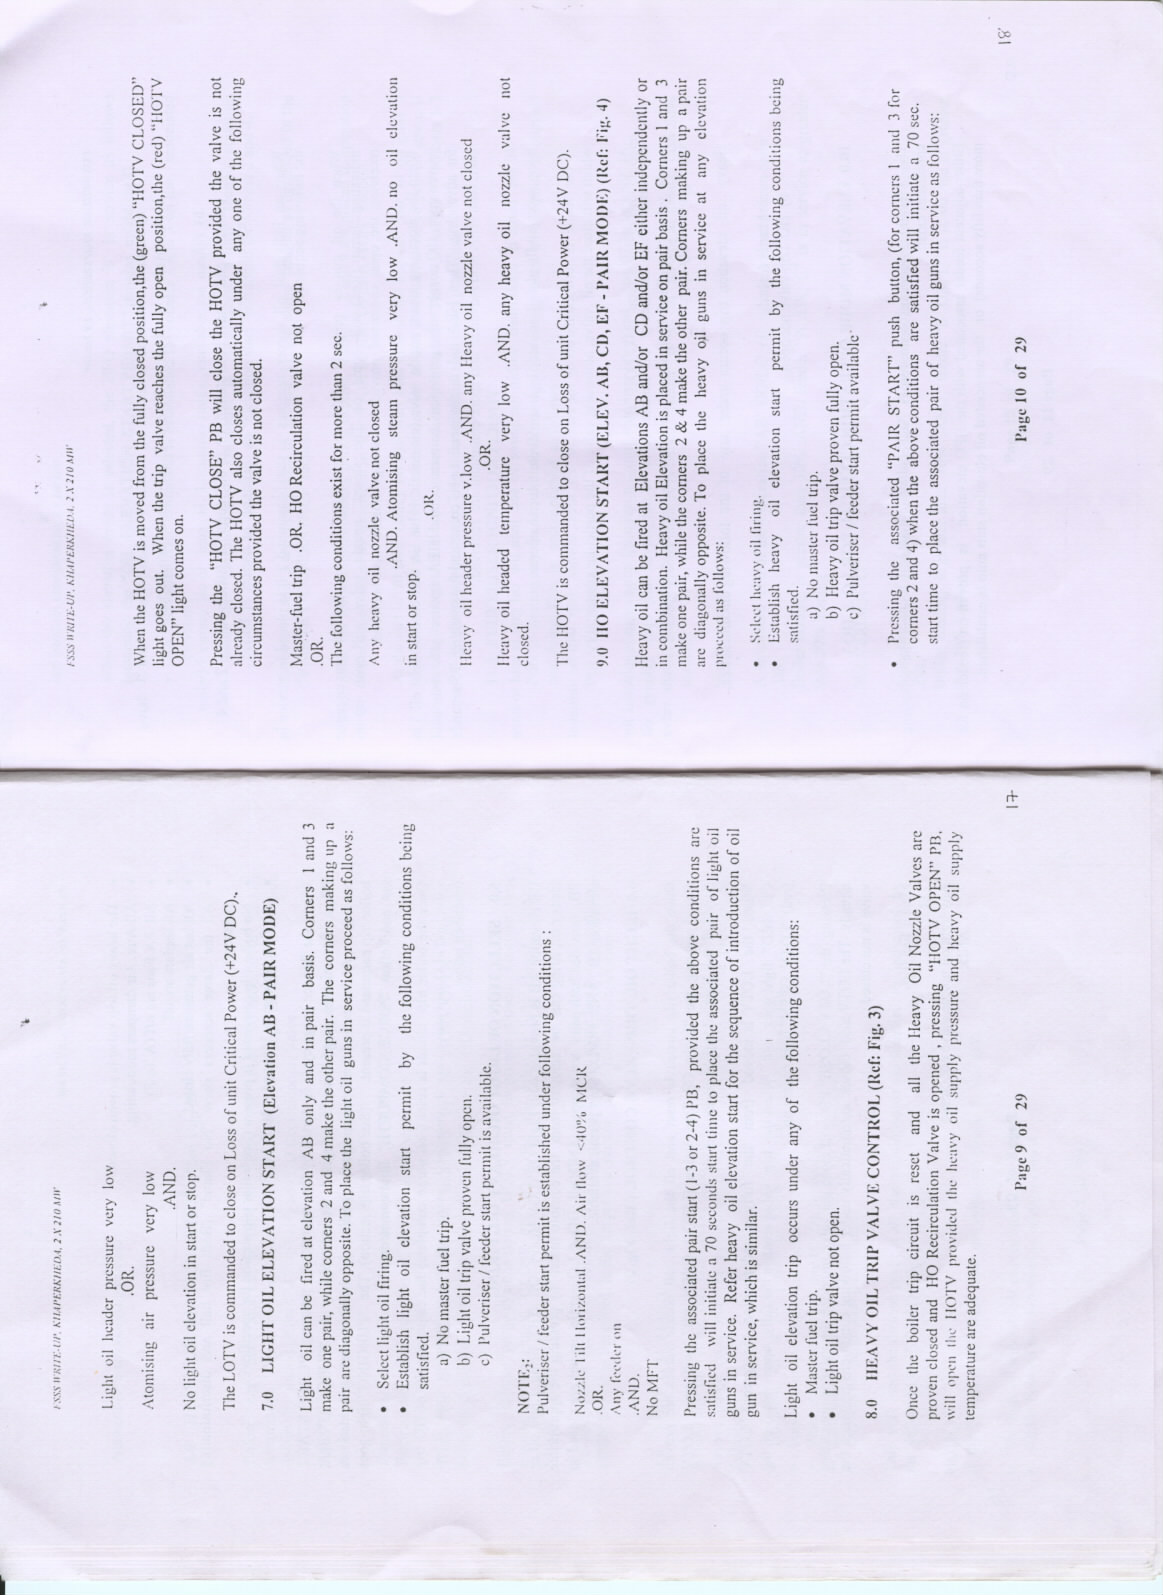 FSSS WRITE-UP, KHAPERKHEDA, 2 X 210 MW
Light oil header pressure very low
.OR.
Atomising air pressure very low
.AND.
No light oil elevation in start or stop.
The LOTV is commanded to close on Loss of unit Critical Power (+24V DC),.
7.0 LIGHT OIL ELEVATION START (Elevation AB - PAIR MODE)
Light oil can be fired at elevation AB only and in pair basis. Corners 1 and 3
make one pair, while corners 2 and 4 make the other pair. The corners making up a
pair are diagonally opposite. To place the light oil guns in service proceed as follows:
• Select light oil firing.
• Establish light oil elevation start permit by the following conditions being
satisfied.
a) No master fuel trip.
b) Light oil trip valve proven fully open.
c) Pulveriser / feeder start permit is available.
NOTE:
Pulveriser / feeder start permit is established under following conditions :
Nozzle Tilt Horizontal .AND. Air flow <40% MCR
.OR.
Any feeder on
.AND.
No MFT
Pressing the associated pair start (1-3 or 2-4) PB, provided the above conditions are
satisfied will initiate a 70 seconds start time to place the associated pair of light oil
guns in service. Refer heavy oil elevation start for the sequence of introduction of oil
gun in service, which is similar.
Light oil elevation trip occurs under any of the following conditions:
• Master fuel trip.
• Light oil trip valve not open.
8.0 HEAVY OIL TRIP VALVE CONTROL (Ref: Fig. 3)
Once the boiler trip circuit is reset and all the Heavy Oil Nozzle Valves are
proven closed and HO Recirculation Valve is opened , pressing “HOTV OPEN” PB,
will open the HOTV provided the heavy oil supply pressure and heavy oil supply
temperature are adequate.
Page 9 of 29
17
FSSS WRITE-UP, KHAPERKHEDA, 2 X 210 MW
When the HOTV is moved from the fully closed position,the (green) “HOTV CLOSED”
light goes out. When the trip valve reaches the fully open position,the (red) “HOTV
OPEN” light comes on.
Pressing the “HOTV CLOSE” PB will close the HOTV provided the valve is not
already closed. The HOTV also closes automatically under any one of the following
circumstances provided the valve is not closed.
Master-fuel trip .OR. HO Recirculation valve not open
.OR.
The following conditions exist for more than 2 sec.
Any heavy oil nozzle valve not closed
.AND. Atomising steam pressure very low .AND. no oil elevation
in start or stop.
.OR.
Heavy oil header pressure v.low .AND. any Heavy oil nozzle valve not closed
.OR.
Heavy oil headed temperature very low .AND. any heavy oil nozzle valve not
closed.
The HOTV is commanded to close on Loss of unit Critical Power (+24V DC).
9.0 HO ELEVATION START (ELEV. AB, CD, EF - PAIR MODE) (Ref: Fig. 4)
Heavy oil can be fired at Elevations AB and/or CD and/or EF either independently or
in combination. Heavy oil Elevation is placed in service on pair basis . Corners 1 and 3
make one pair, while the corners 2 & 4 make the other pair. Corners making up a pair
are diagonally opposite. To place the heavy oil guns in service at any elevation
proceed as follows:
• Select heavy oil firing.
• Establish heavy oil elevation start permit by the following conditions being
satisfied.
a) No master fuel trip.
b) Heavy oil trip valve proven fully open.
c) Pulveriser / feeder start permit available
• Pressing the associated “PAIR START” push button, (for corners 1 and 3 for
corners 2 and 4) when the above conditions are satisfied will initiate a 70 sec.
start time to place the associated pair of heavy oil guns in service as follows:
Page 10 of 29
18